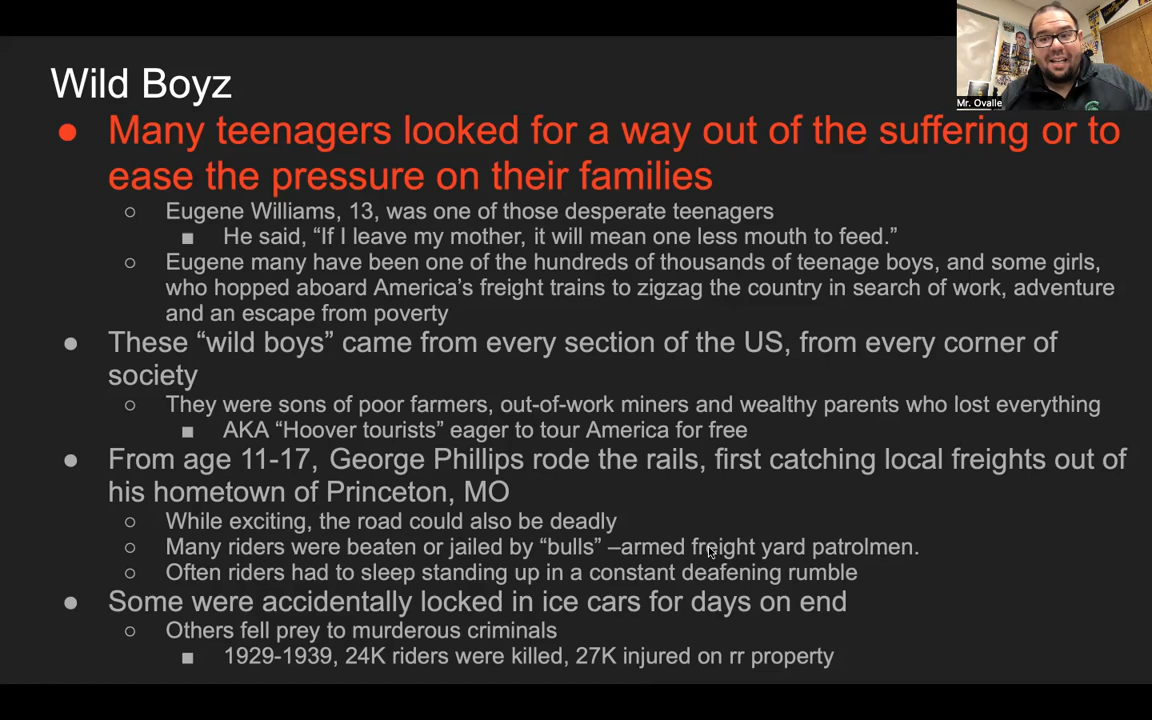 Wild Boyz
Mr. Ovalle
● Many teenagers looked for a way out of the suffering or to
ease the pressure on their families
○ Eugene Williams, 13, was one of those desperate teenagers
■ He said, “If I leave my mother, it will mean one less mouth to feed.”
○ Eugene many have been one of the hundreds of thousands of teenage boys, and some girls,
who hopped aboard America’s freight trains to zigzag the country in search of work, adventure
and an escape from poverty
● These “wild boys” came from every section of the US, from every corner of
society
○ They were sons of poor farmers, out-of-work miners and wealthy parents who lost everything
■ AKA “Hoover tourists” eager to tour America for free
● From age 11-17, George Phillips rode the rails, first catching local freights out of
his hometown of Princeton, MO
○ While exciting, the road could also be deadly
○ Many riders were beaten or jailed by “bulls” –armed freight yard patrolmen.
○ Often riders had to sleep standing up in a constant deafening rumble
● Some were accidentally locked in ice cars for days on end
○ Others fell prey to murderous criminals
■ 1929-1939, 24K riders were killed, 27K injured on rr property